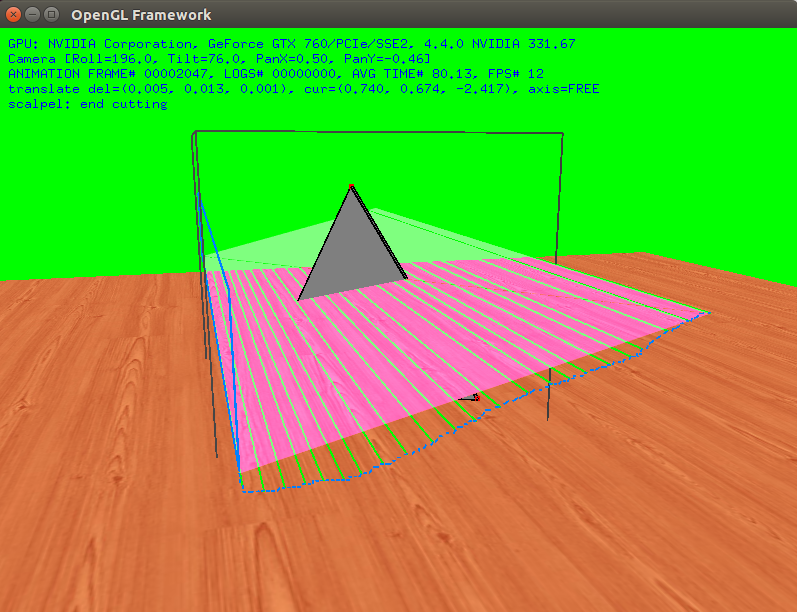 OpenGL Framework
GPU: NVIDIA Corporation, GeForce GTX 760/PCIe/SSE2, 4.4.0 NVIDIA 331.67
Camera [Roll=196.0, Tilt=76.0, PanX=0.50, PanY=-0.46]
ANIMATION FRAME# 00002047, LOGS# 00000000, AVG TIME# 80.13, FPS# 12
translate del=(0.005, 0.013, 0.001), cur=(0.740, 0.674, -2.417), axis=FREE
scalpel: end cutting